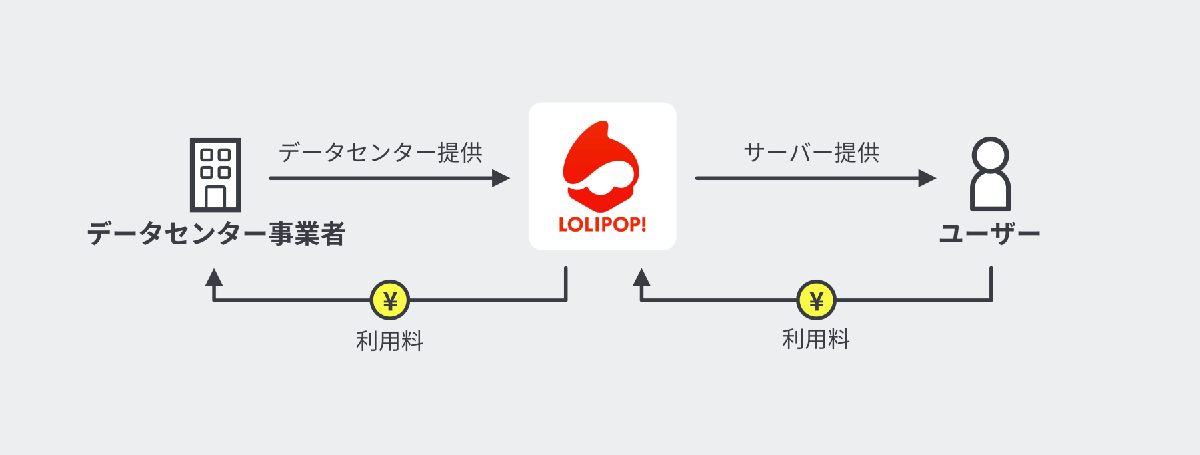 データセンター提供
サーバー提供
LOLIPOP!
データセンター事業者
ユーザー
¥
¥
利用料
利用料